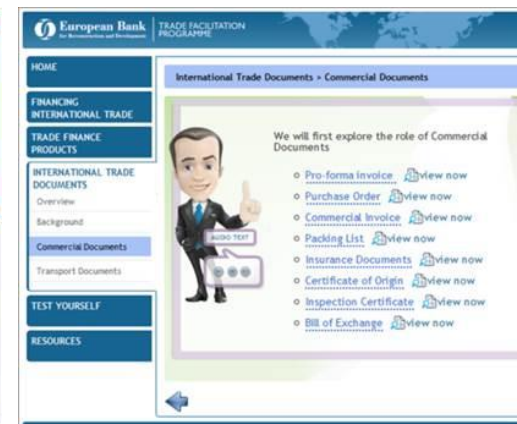 European Bank
for Reconstruction and Development
TRADE FACILITATION
PROGRAMME
HOME
FINANCING
INTERNATIONAL TRADE
TRADE FINANCE
PRODUCTS
INTERNATIONAL TRADE
DOCUMENTS
Overview
Background
Commercial Documents
Transport Documents
TEST YOURSELF
RESOURCES
International Trade Documents > Commercial Documents
We will first explore the role of Commercial
Documents
Pro-forma invoice view now
Purchase Order view now
Commercial Invoice view now
Packing List view now
Insurance Documents view now
Certificate of Origin view now
Inspection Certificate view now
Bill of Exchange view now
AUDIO TEXT